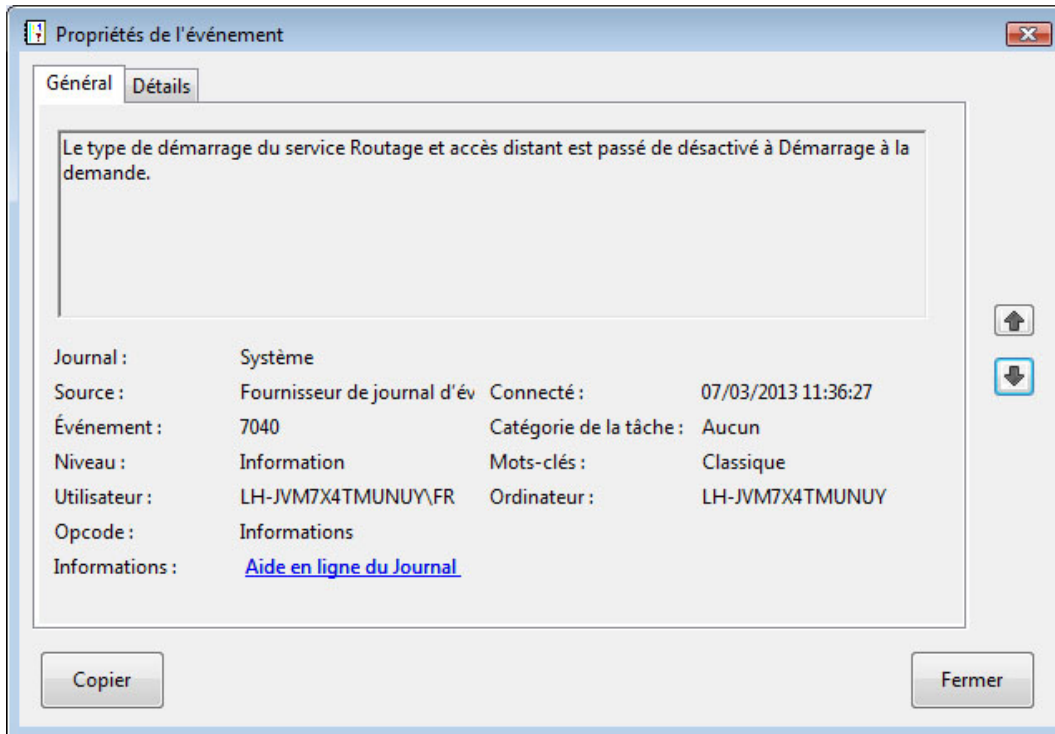 Propriétés de l'événement
Général
Détails
Le type de démarrage du service Routage et accès distant est passé de désactivé à Démarrage à la
demande.
Journal :
Système
Source :
Fournisseur de journal d'év
Connecté :
07/03/2013 11:36:27
Événement :
7040
Catégorie de la tâche :
Aucun
Niveau :
Information
Mots-clés :
Classique
Utilisateur :
LH-JVM7X4TMUNUY\FR
Ordinateur :
LH-JVM7X4TMUNUY
Opcode :
Informations
Informations :
Aide en ligne du Journal
Copier
Fermer